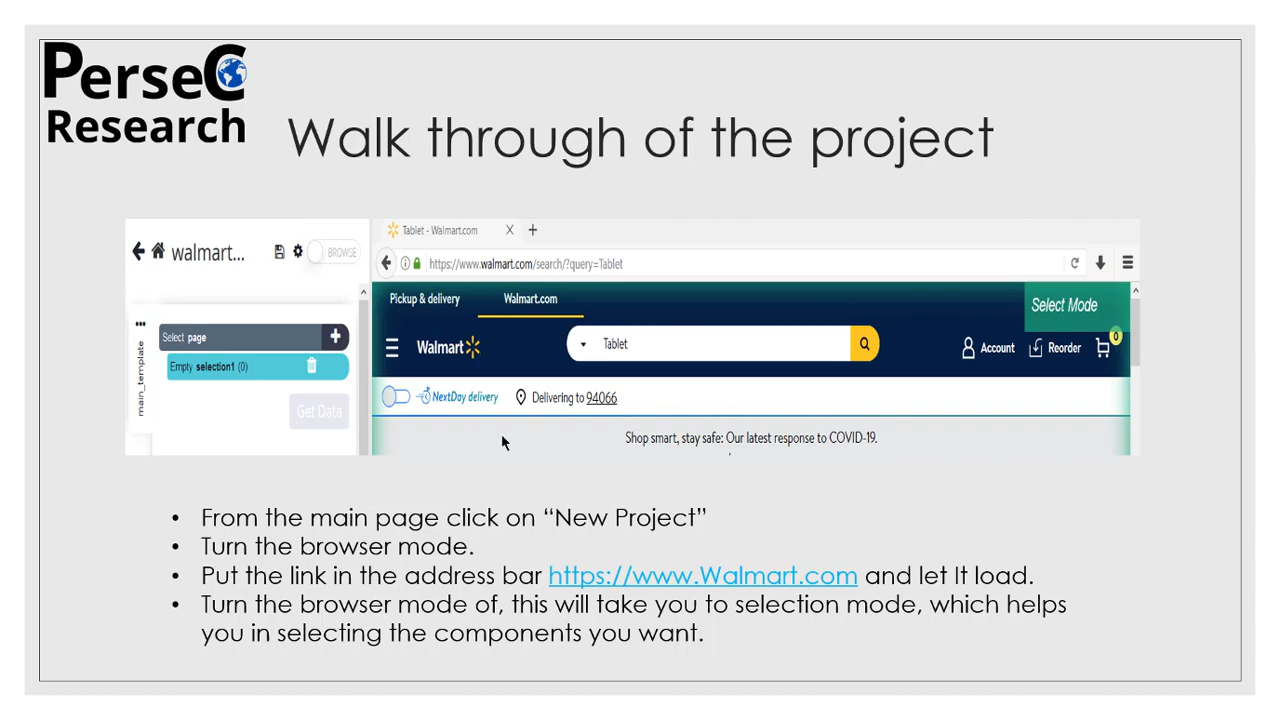 PerseC
Research
Walk through of the project
walmart...
BROWSE
Select page
Empty selection1 (0)
main_template
Get Data
Tablet - Walmart.com
https://www.walmart.com/search/?query=Tablet
Pickup & delivery
Walmart.com
Select Mode
Walmart
Tablet
Account
Reorder
0
NextDay delivery
Delivering to 94066
Shop smart, stay safe: Our latest response to COVID-19.
• From the main page click on “New Project”
• Turn the browser mode.
• Put the link in the address bar https://www.Walmart.com and let It load.
• Turn the browser mode of, this will take you to selection mode, which helps
you in selecting the components you want.